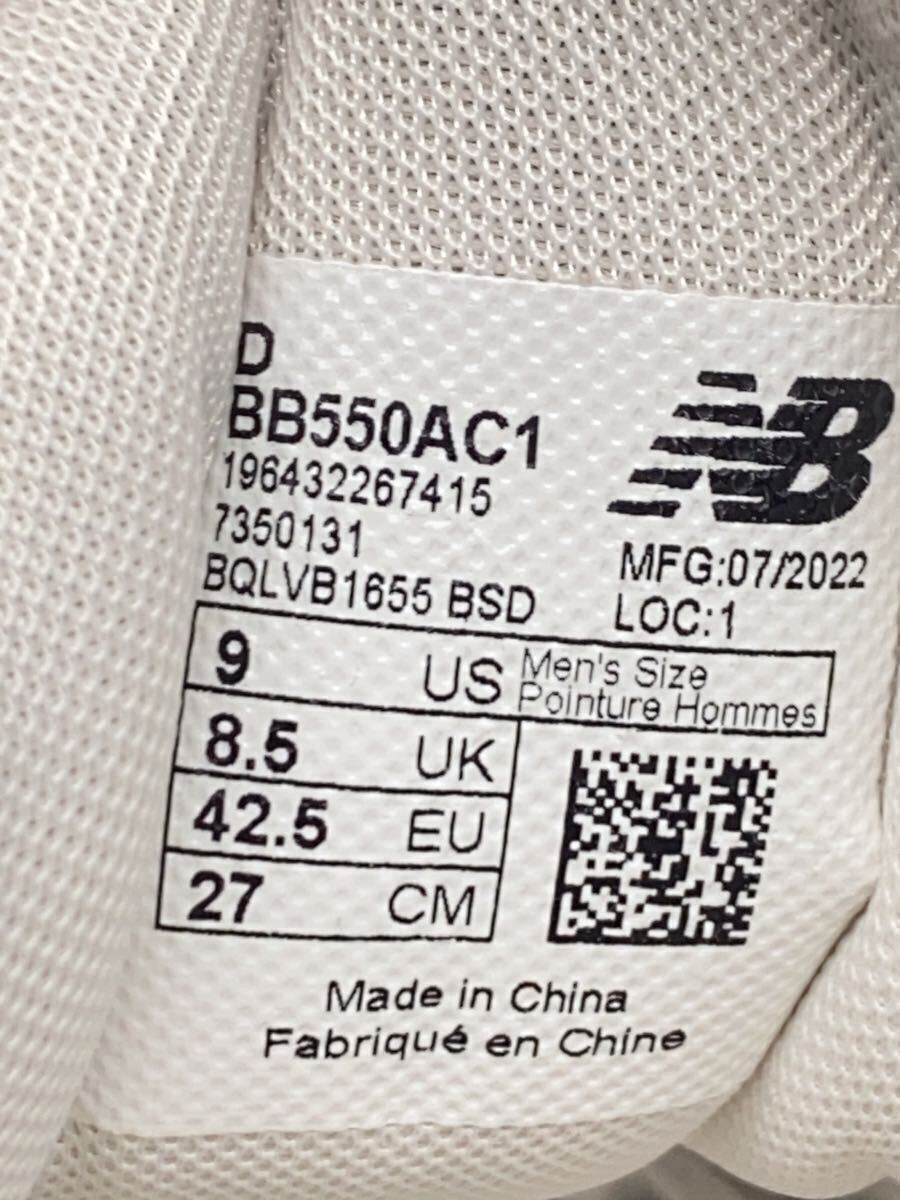 D
BB550AC1
196432267415
7350131
BQLVB1655 BSD
NB
MFG:07/2022
LOC:1
9 US Men's Size
Pointure Hommes
8.5 UK
42.5 EU
27 CM
Made in China
Fabriqué en Chine